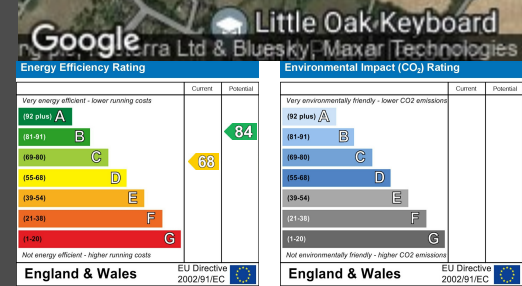 Little Oak Keyboard
Google
erra Ltd & Bluesky, Maxar Technologies
Energy Efficiency Rating
Current Potential
Very energy efficient - lower running costs
(92 plus) A
(81-91) B
(69-80) C
(55-68) D
(39-54) E
(21-38) F
(1-20) G
68
84
Not energy efficient - higher running costs
England & Wales
EU Directive
2002/91/EC
Environmental Impact (CO2) Rating
Current Potential
Very environmentally friendly - lower CO2 emissions
(92 plus) A
(81-91) B
(69-80) C
(55-68) D
(39-54) E
(21-38) F
(1-20) G
Not environmentally friendly - higher CO2 emissions
England & Wales
EU Directive
2002/91/EC